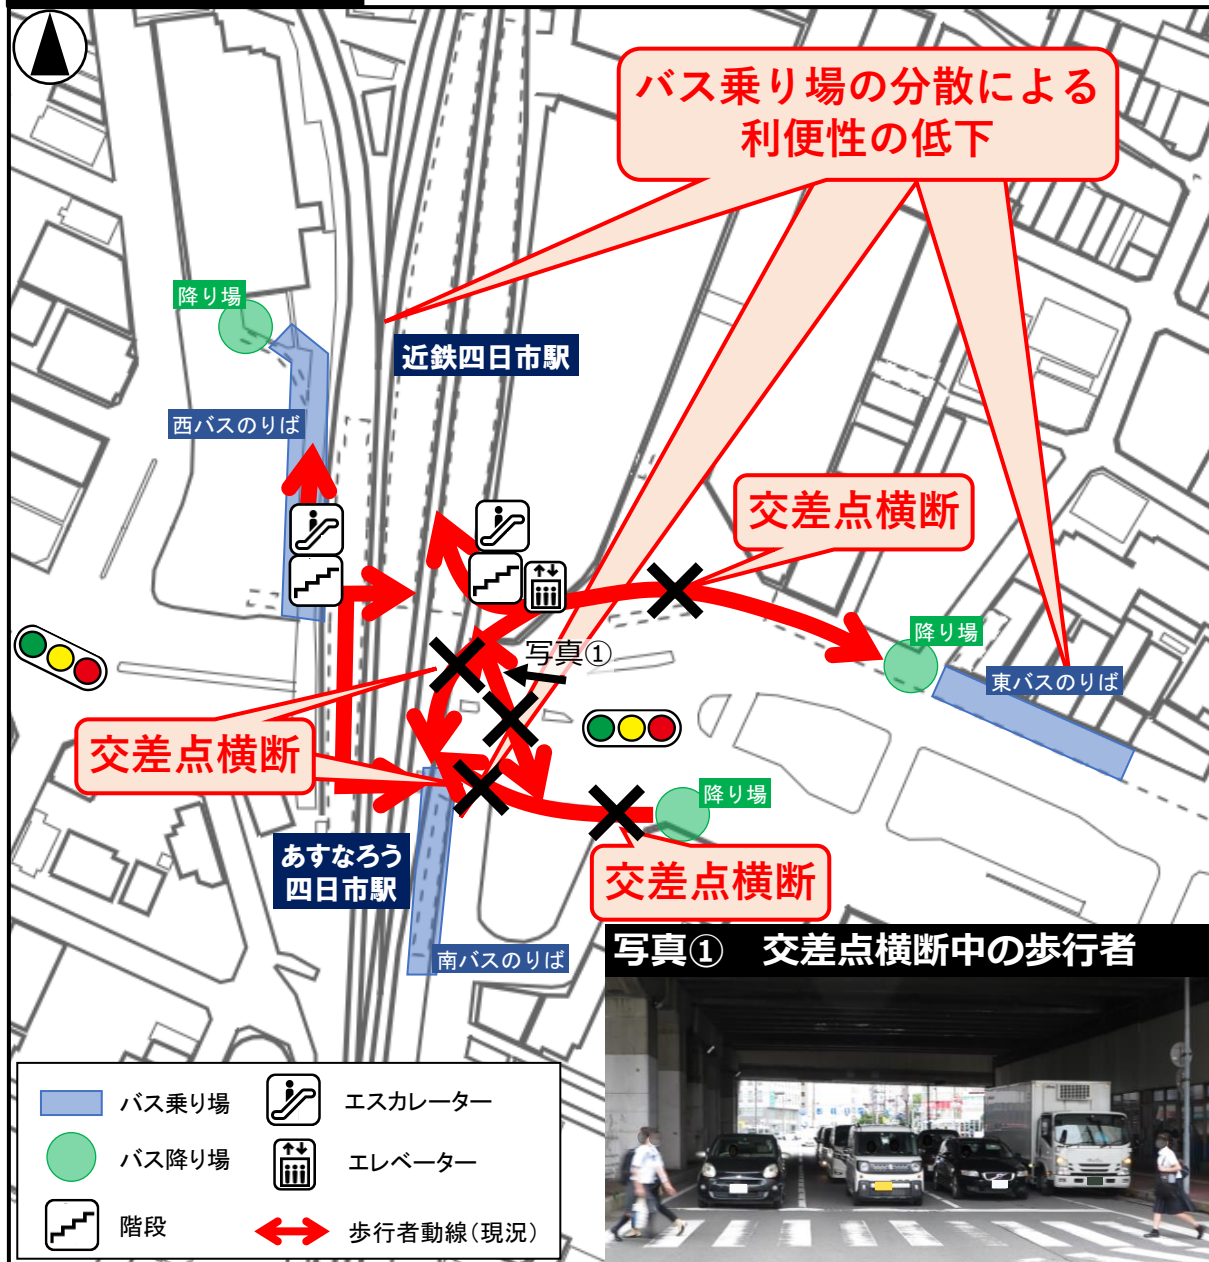 バス乗り場の分散による
利便性の低下
降り場
近鉄四日市駅
西バスのりば
交差点横断
降り場
写真①
東バスのりば
交差点横断
降り場
あすなろう
四日市駅
交差点横断
南バスのりば
写真① 交差点横断中の歩行者
バス乗り場
エスカレーター
バス降り場
エレベーター
階段
歩行者動線(現況)